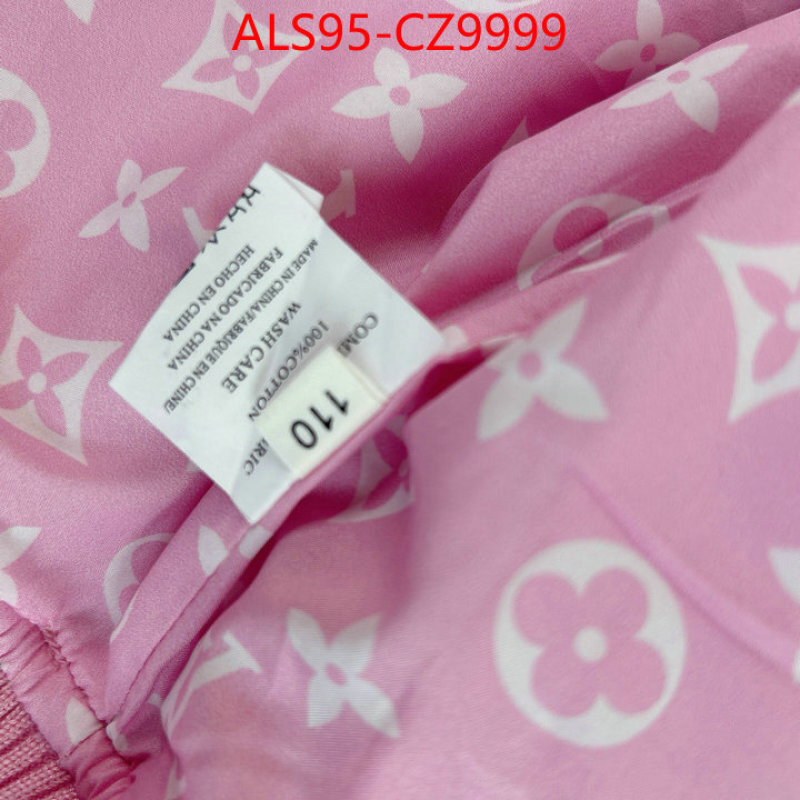 ALS95-CZ9999
COM
100%COTTON
WASH CARE
MADE IN CHINA/FABRIQUE EN CHINE/
FABRICADO NA CHINA
HECHO EN CHINA
110